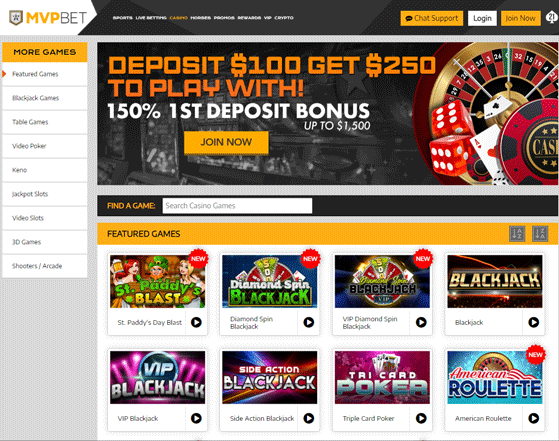 MVPBET
SPORTS LIVE BETTING CASINO HORSES PROMOS REWARDS VIP CRYPTO
Chat Support
Login
Join Now
MORE GAMES
Featured Games
Blackjack Games
Table Games
Video Poker
Keno
Jackpot Slots
Video Slots
3D Games
Shooters / Arcade
DEPOSIT $100 GET $250
TO PLAY WITH!
150% 1ST DEPOSIT BONUS
UP TO $1,500
JOIN NOW
CASI
FIND A GAME:
Search Casino Games
FEATURED GAMES
NEW
St. Paddy's
BLAST
St. Paddy's Day Blast
NEW
Diamond Spin
BLACKJACK
Diamond Spin
Blackjack
NEW
VIP Diamond Spin
BLACKJACK
VIP
VIP Diamond Spin
Blackjack
BLACKJACK
Blackjack
VIP
BLACKJACK
VIP Blackjack
SIDE ACTION
BLACKJACK
Side Action Blackjack
TRI CARD
POKER
Triple Card Poker
NEW
American
ROULETTE
American Roulette